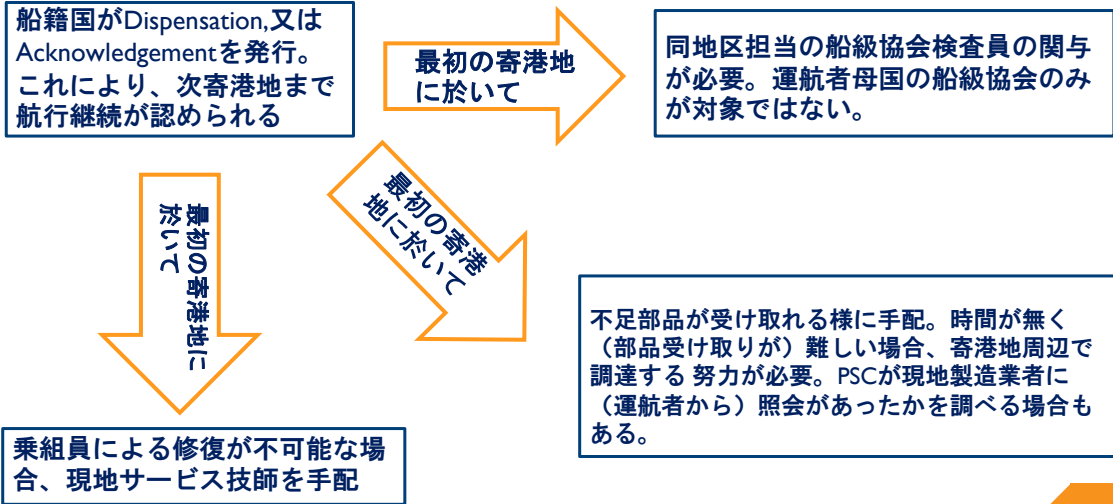 船籍国がDispensation,又は
Acknowledgementを発行。
これにより、次寄港地まで
航行継続が認められる
最初の寄港地
に於いて
同地区担当の船級協会検査員の関与
が必要。運航者母国の船級協会のみ
が対象ではない。
最初の寄港地に
於いて
最初の寄港
地に於いて
不足部品が受け取れる様に手配。時間が無く
（部品受け取りが）難しい場合、寄港地周辺で
調達する 努力が必要。PSCが現地製造業者に
（運航者から）照会があったかを調べる場合も
ある。
乗組員による修復が不可能な場
合、現地サービス技師を手配